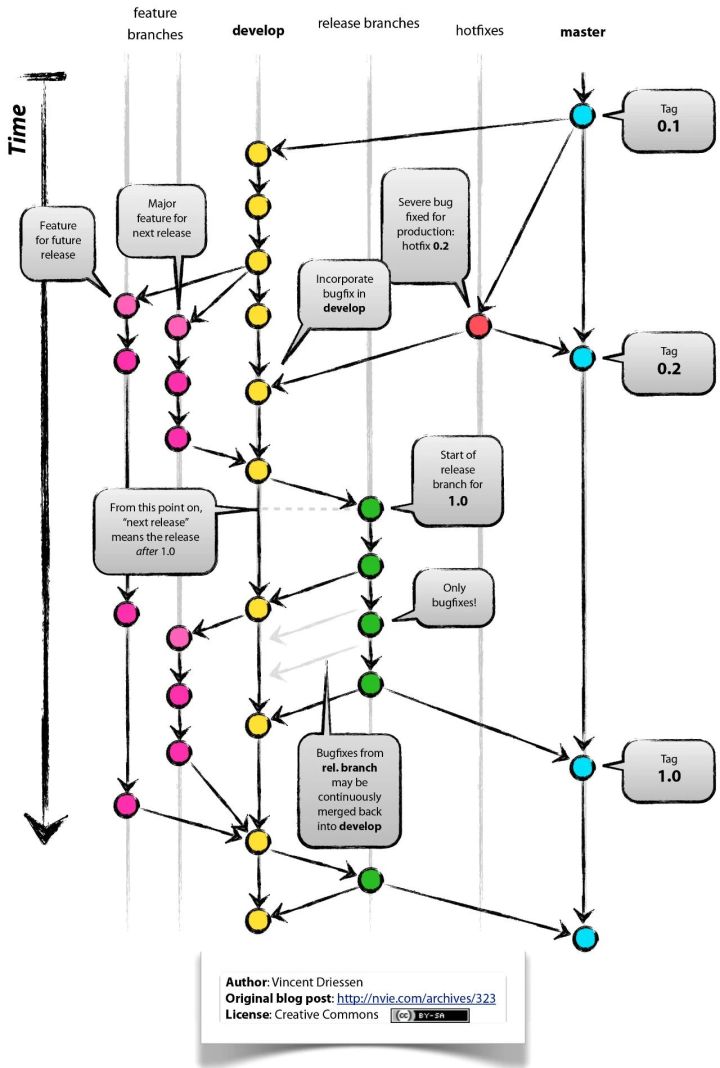 feature
branches
develop
release branches
hotfixes
master
Time
Tag
0.1
Major
feature for
next release
Feature
for future
release
Severe bug
fixed for
production:
hotfix 0.2
Incorporate
bugfix in
develop
Tag
0.2
Start of
release
branch for
1.0
From this point on,
“next release”
means the release
after 1.0
Only
bugfixes!
Bugfixes from
rel. branch
may be
continuously
merged back
into develop
Tag
1.0
Author: Vincent Driessen
Original blog post: http://nvie.com/archives/323
License: Creative Commons
cc BY-SA